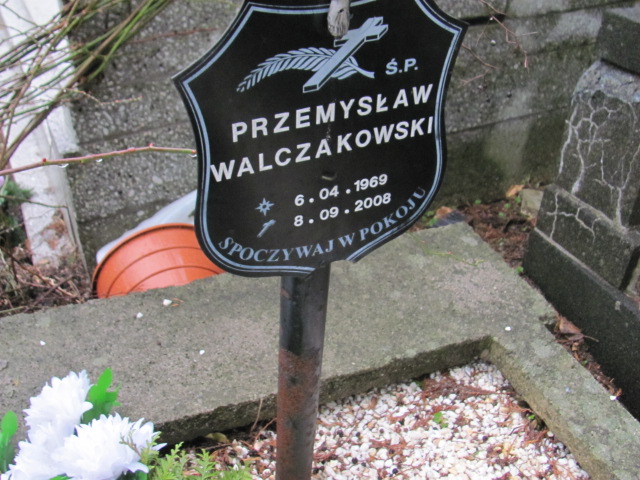 Ś.P.
PRZEMYSŁAW
WALCZAKOWSKI
6.04.1969
8.09.2008
SPOCZYWAJ W POKOJU